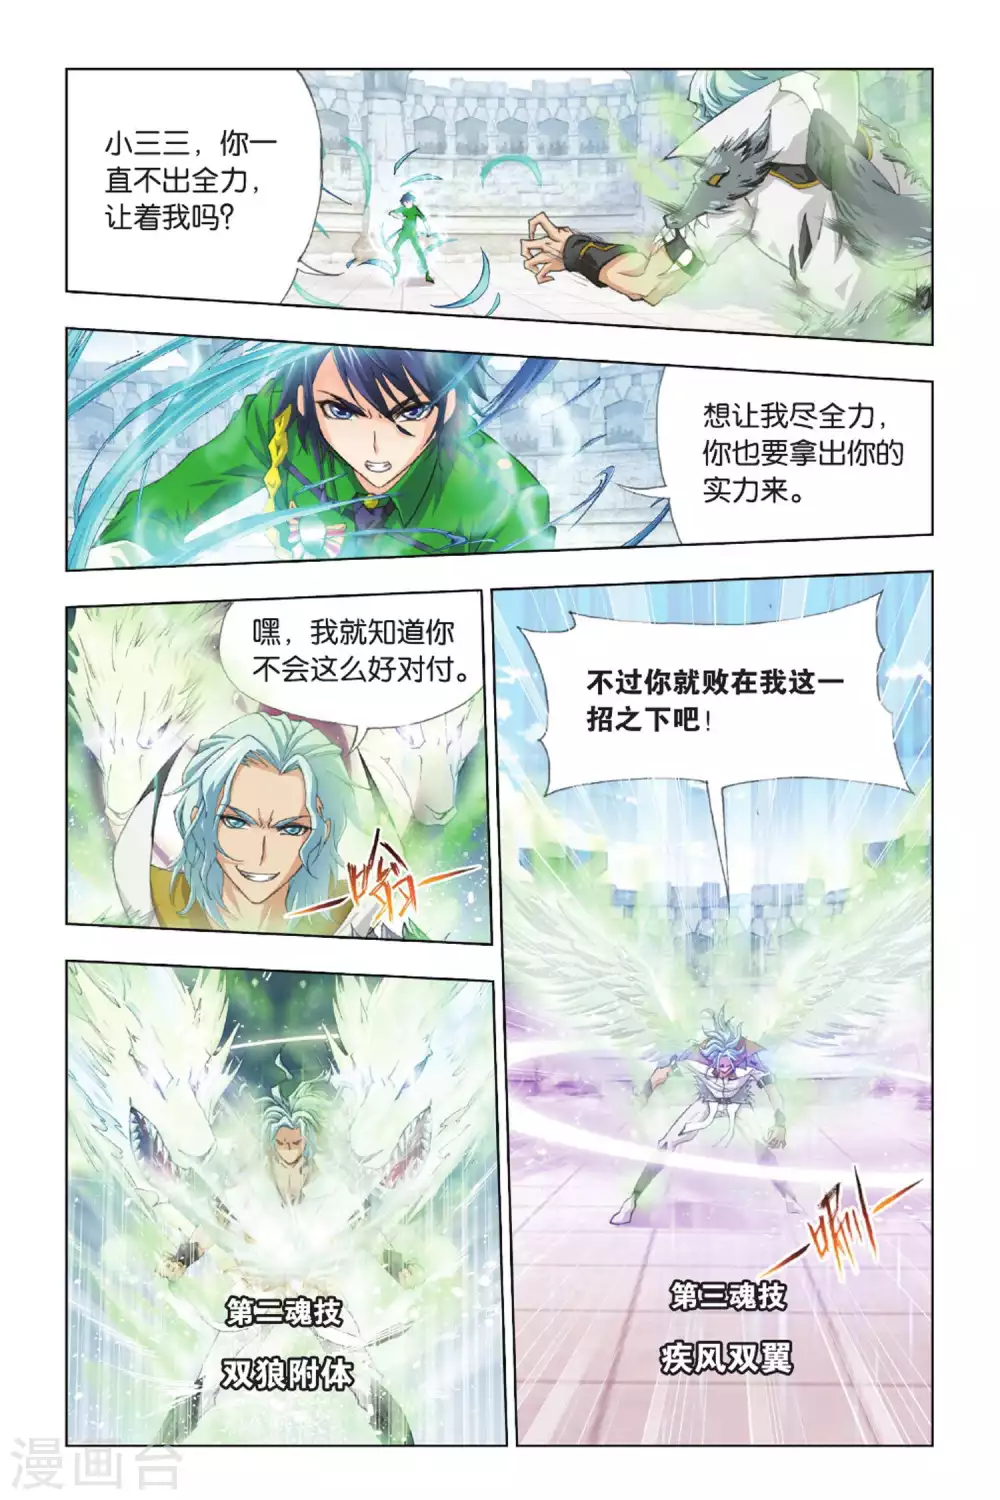 小三三，你一
直不出全力，
让着我吗？
想让我尽全力，
你也要拿出你的
实力来。
嘿，我就知道你
不会这么好对付。
嗡
不过你就败在我这一
招之下吧！
第二魂技
双狼附体
唰
第三魂技
疾风双翼
漫画台